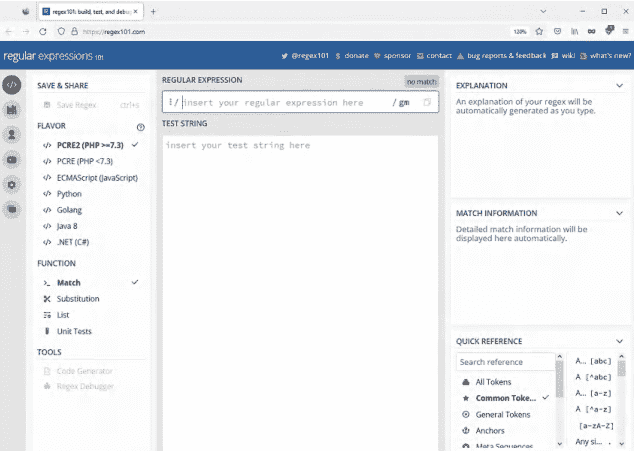 regex101: build, test, and debug
https://regex101.com
120%
regular expressions 101
@regex101 $ donate sponsor contact bug reports & feedback wiki what's new?
SAVE & SHARE
Save Regex ctrl+s
FLAVOR
</> PCRE2 (PHP >=7.3)
</> PCRE (PHP <7.3)
</> ECMAScript (JavaScript)
</> Python
</> Golang
</> Java 8
</> .NET (C#)
FUNCTION
>_ Match
Substitution
List
Unit Tests
TOOLS
Code Generator
Regex Debugger
REGULAR EXPRESSION
no match
/ insert your regular expression here / gm
TEST STRING
insert your test string here
EXPLANATION
An explanation of your regex will be
automatically generated as you type.
MATCH INFORMATION
Detailed match information will be
displayed here automatically.
QUICK REFERENCE
Search reference
All Tokens
Common Toke...
General Tokens
Anchors
Meta Sequences
A... [abc]
A [^abc]
A... [a-z]
A [^a-z]
[a-zA-Z]
Any si... .